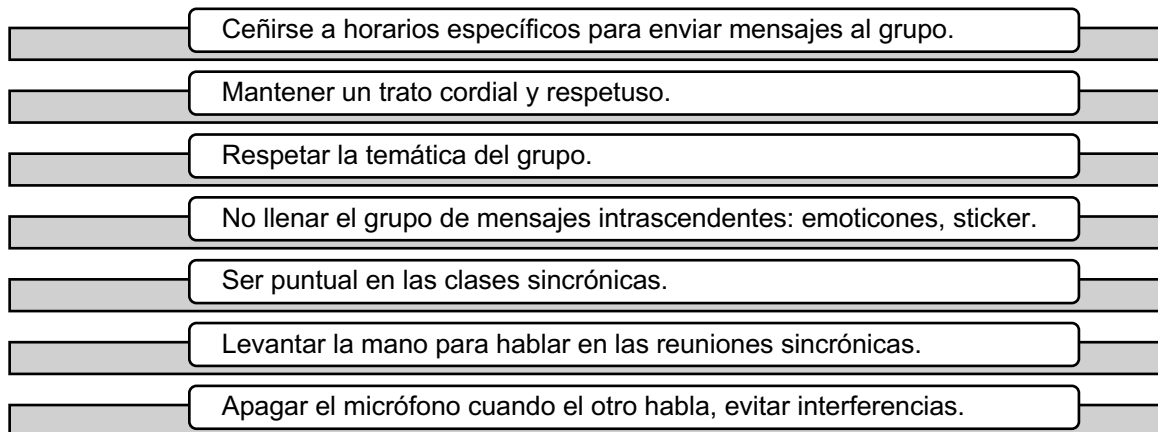 Ceñirse a horarios específicos para enviar mensajes al grupo.
Mantener un trato cordial y respetuso.
Respetar la temática del grupo.
No llenar el grupo de mensajes intrascendentes: emoticones, sticker.
Ser puntual en las clases sincrónicas.
Levantar la mano para hablar en las reuniones sincrónicas.
Apagar el micrófono cuando el otro habla, evitar interferencias.